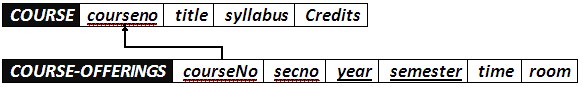 COURSE courseno title syllabus Credits
COURSE-OFFERINGS courseNo secno year semester time room